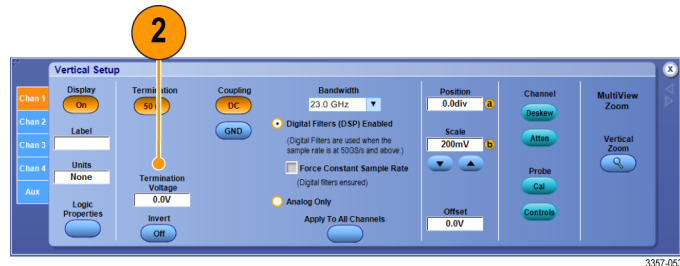 2
Vertical Setup
x
Chan 1
Chan 2
Chan 3
Chan 4
Aux
Display
On
Label
Units
None
Logic
Properties
Termination
50
Termination
Voltage
0.0V
Invert
Off
Coupling
DC
GND
Bandwidth
23.0 GHz
Digital Filters (DSP) Enabled
(Digital Filters are used when the
sample rate is at 50GS/s and above.)
Force Constant Sample Rate
(Digital filters ensured)
Analog Only
Apply To All Channels
Position
0.0div
a
Scale
200mV
b
Offset
0.0V
Channel
Deskew
Atten
Probe
Cal
Controls
MultiView
Zoom
Vertical
Zoom
3357-053